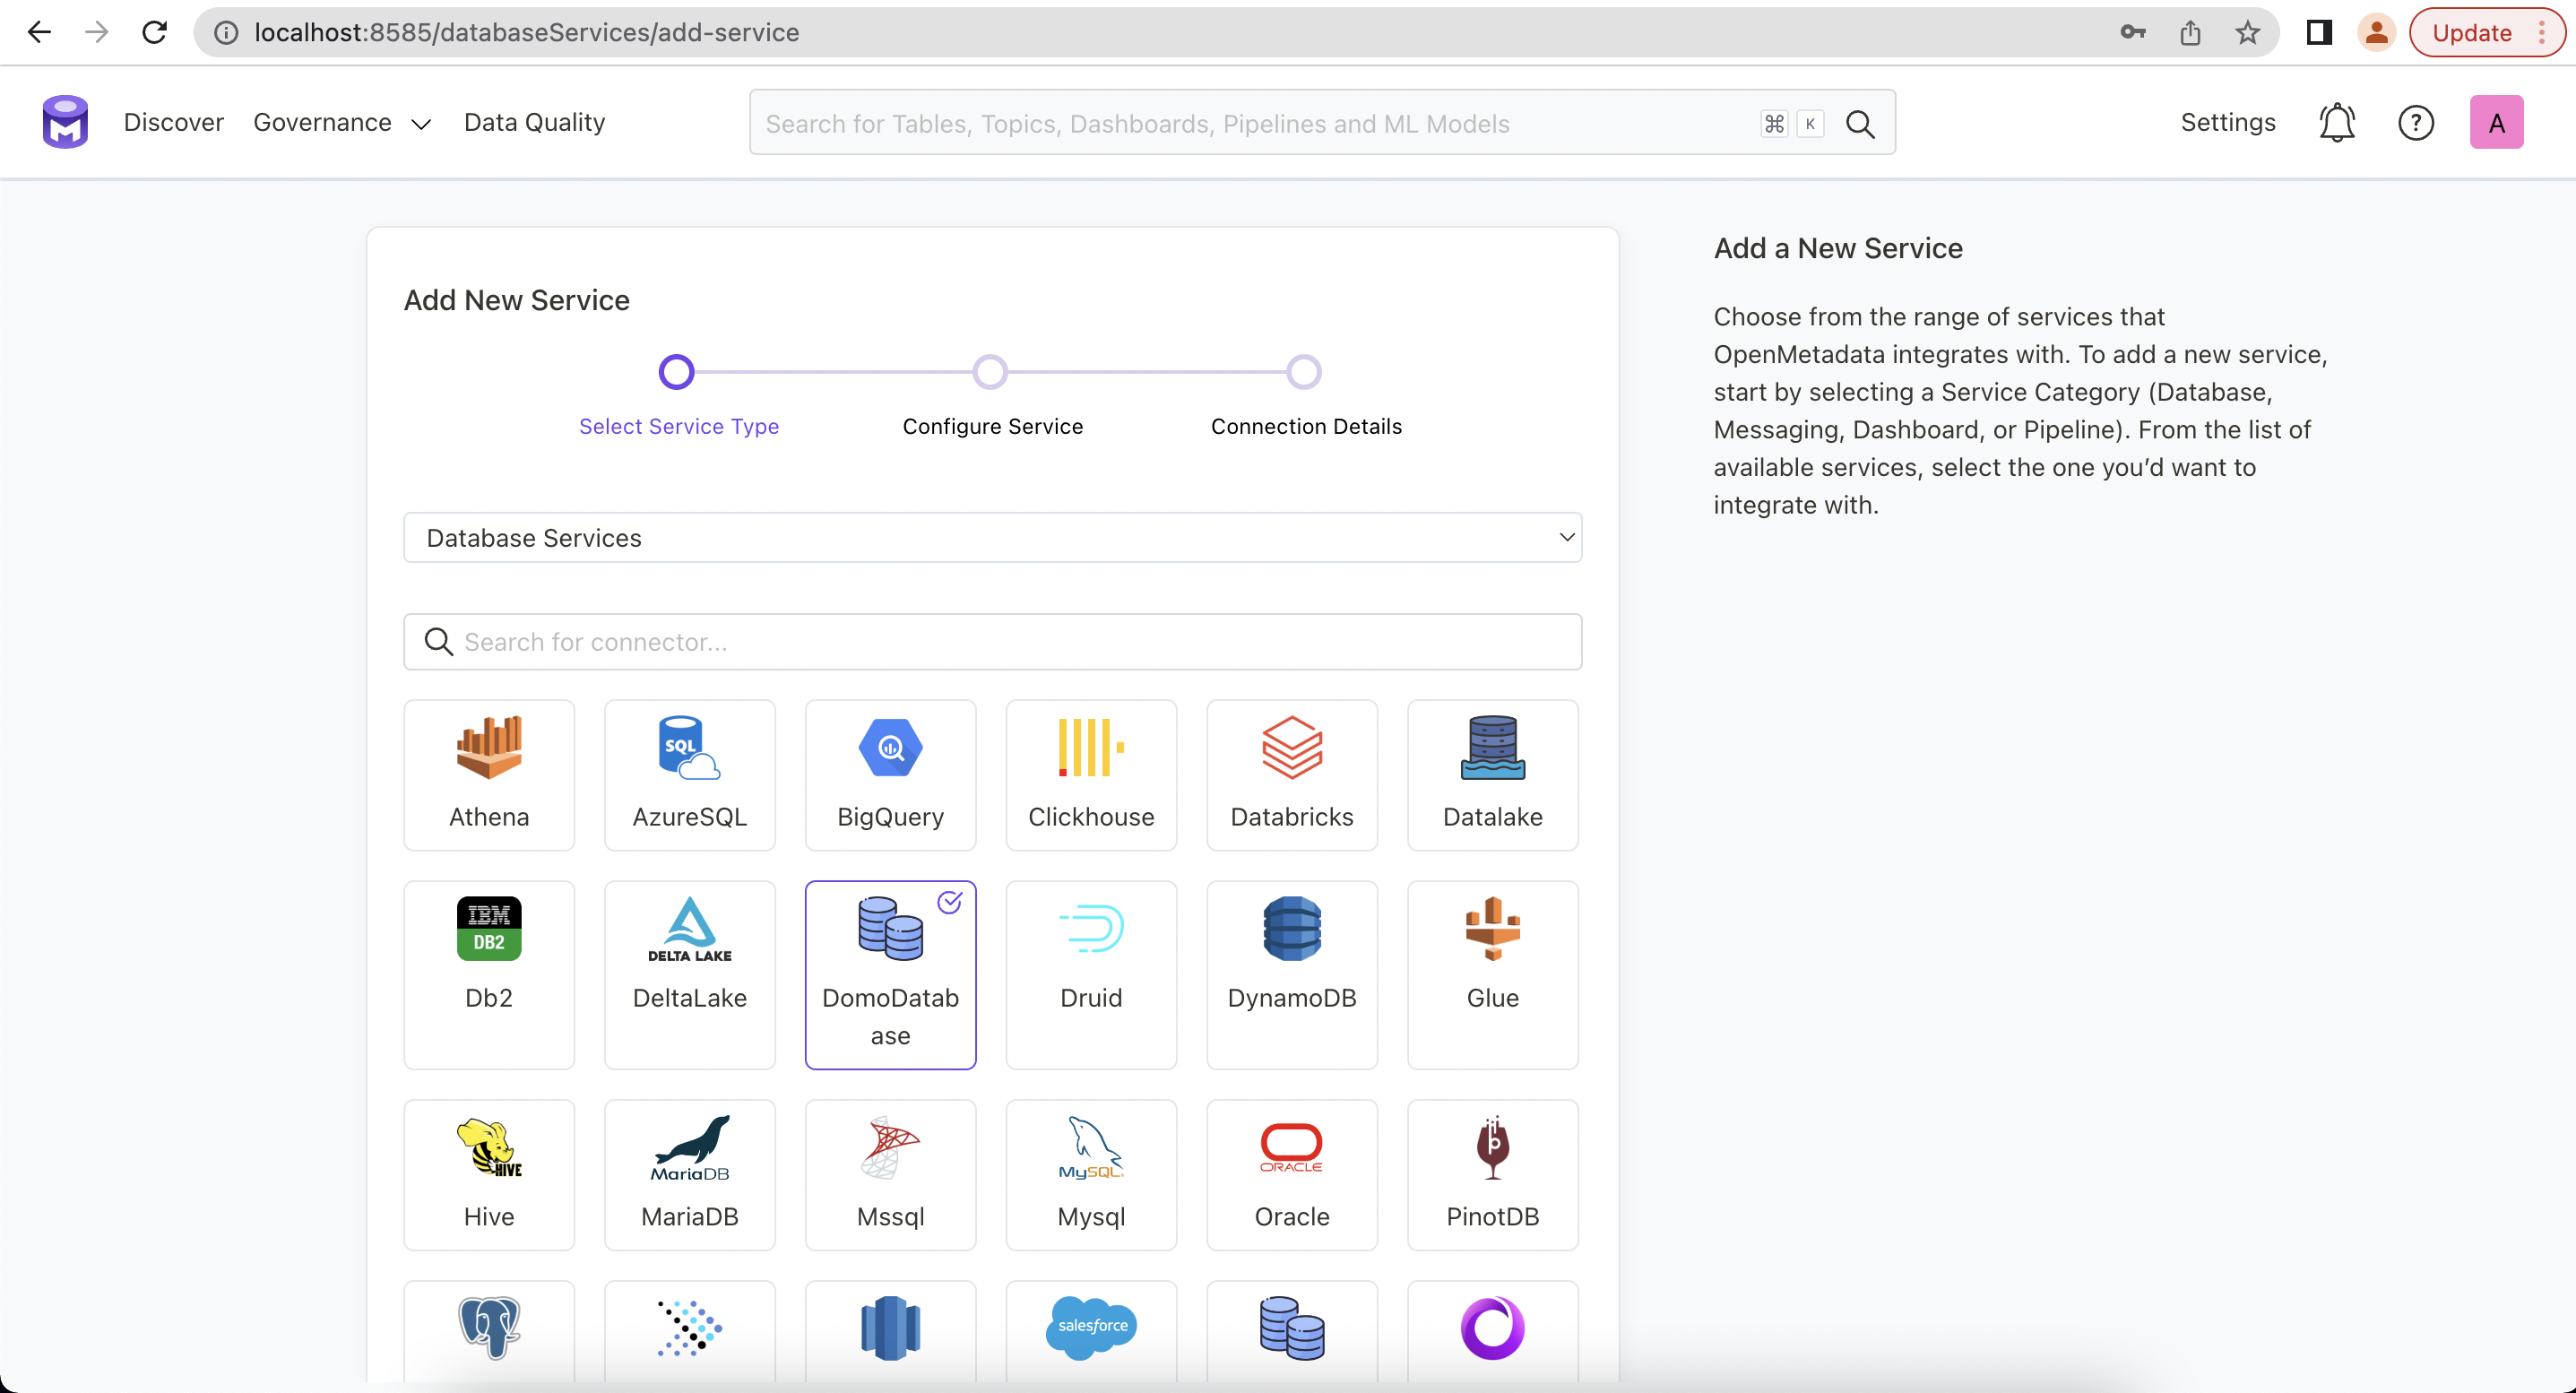 localhost:8585/databaseServices/add-service
Update
Discover
Governance
Data Quality
Search for Tables, Topics, Dashboards, Pipelines and ML Models
⌘ K
Settings
?
A
Add New Service
Select Service Type
Configure Service
Connection Details
Database Services
Search for connector...
Athena
SQL
AzureSQL
BigQuery
Clickhouse
Databricks
Datalake
IBM
DB2
Db2
DELTA LAKE
DeltaLake
DomoDatab
ase
Druid
DynamoDB
Glue
HIVE
Hive
MariaDB
MariaDB
Mssql
MySQL
Mysql
ORACLE
Oracle
p
PinotDB
salesforce
Add a New Service
Choose from the range of services that
OpenMetadata integrates with. To add a new service,
start by selecting a Service Category (Database,
Messaging, Dashboard, or Pipeline). From the list of
available services, select the one you’d want to
integrate with.